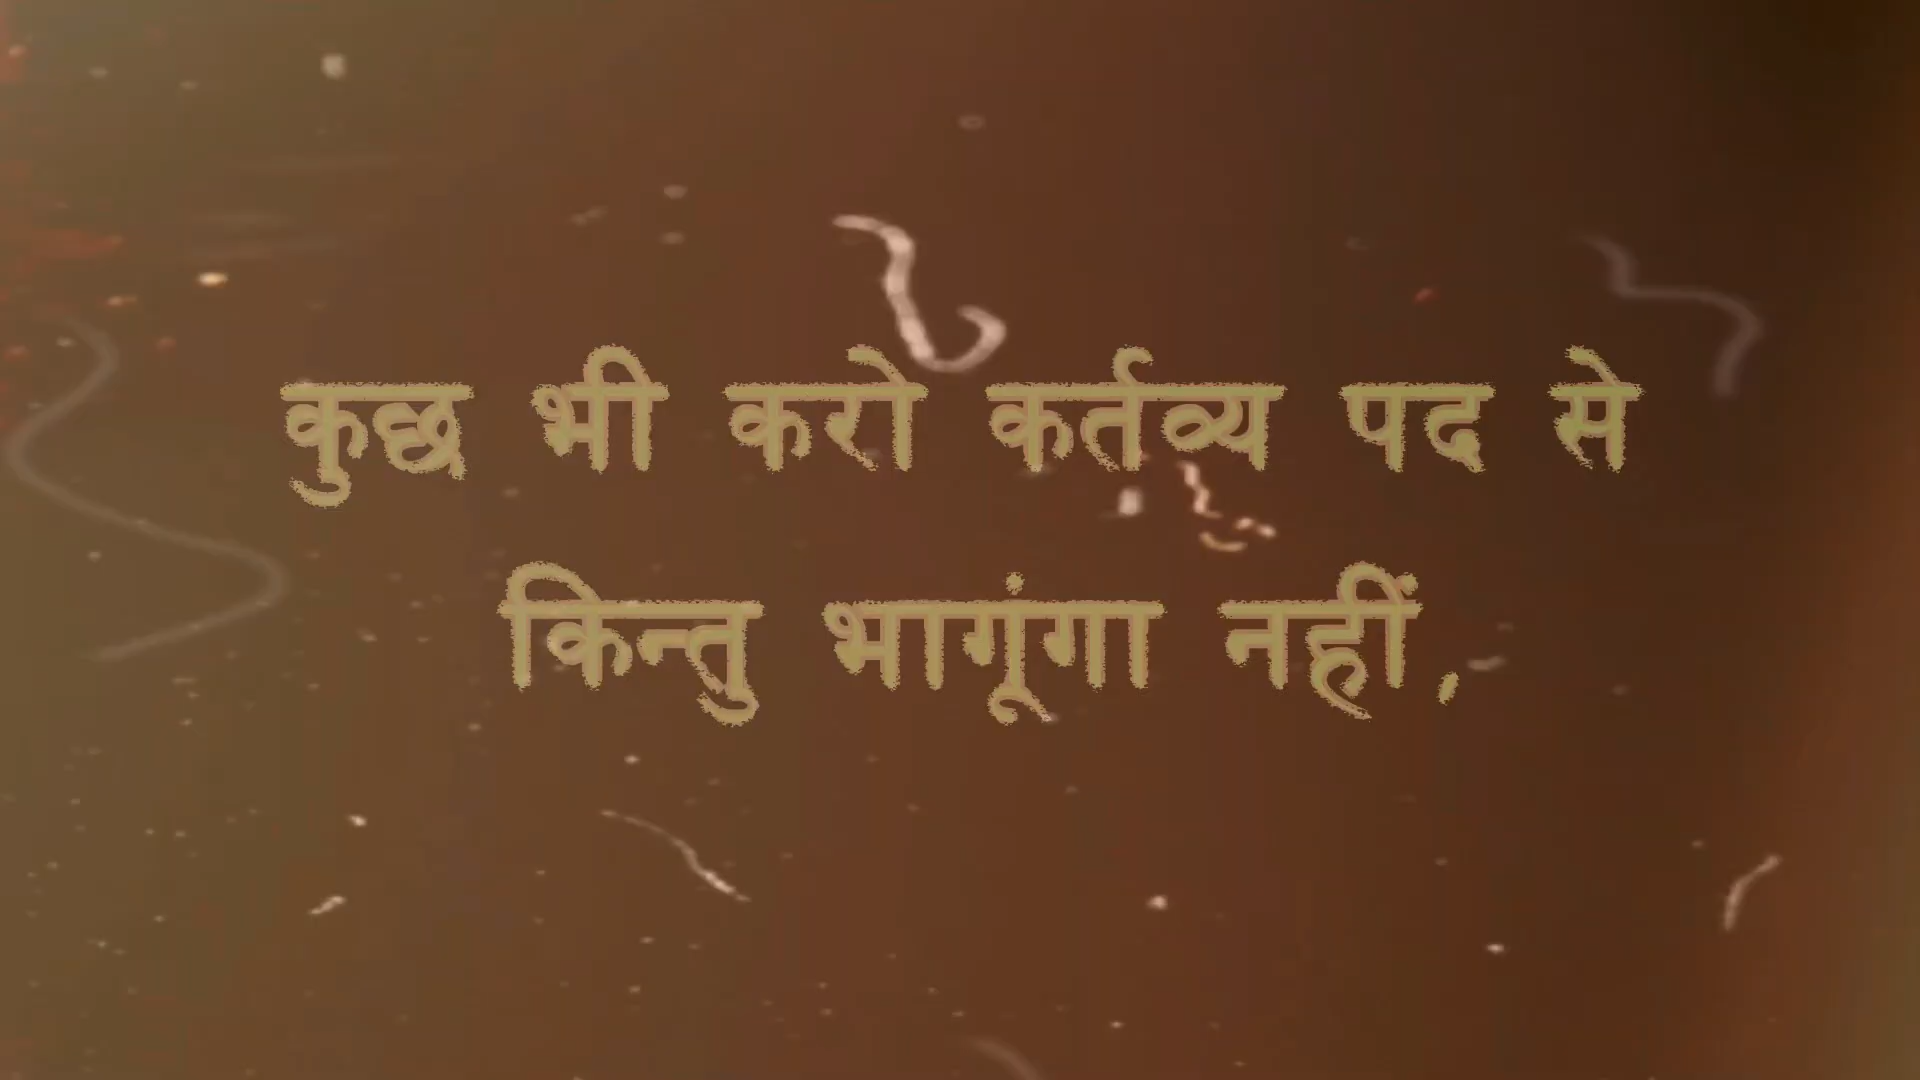 कुछ भी करो कर्तव्य पद से
किन्तु भागूंगा नहीं,